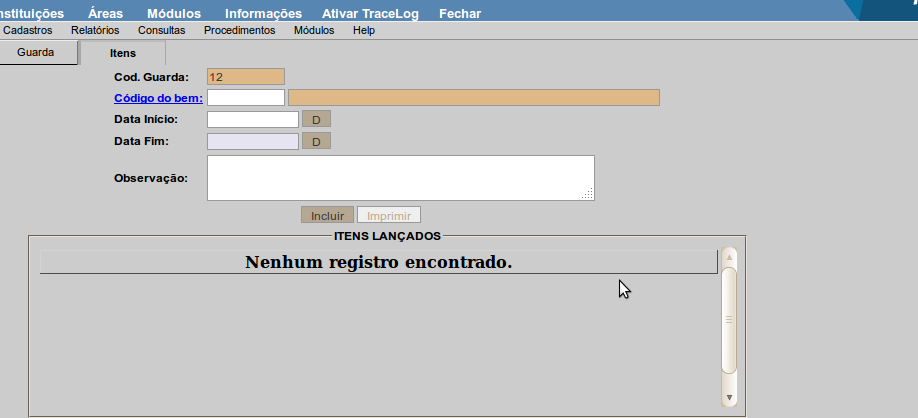 nstituições Áreas Módulos Informações Ativar TraceLog Fechar
Cadastros Relatórios Consultas Procedimentos Módulos Help
Guarda Itens
Cod. Guarda: 12
Código do bem:
Data Início: D
Data Fim: D
Observação:
Incluir Imprimir
ITENS LANÇADOS
Nenhum registro encontrado.